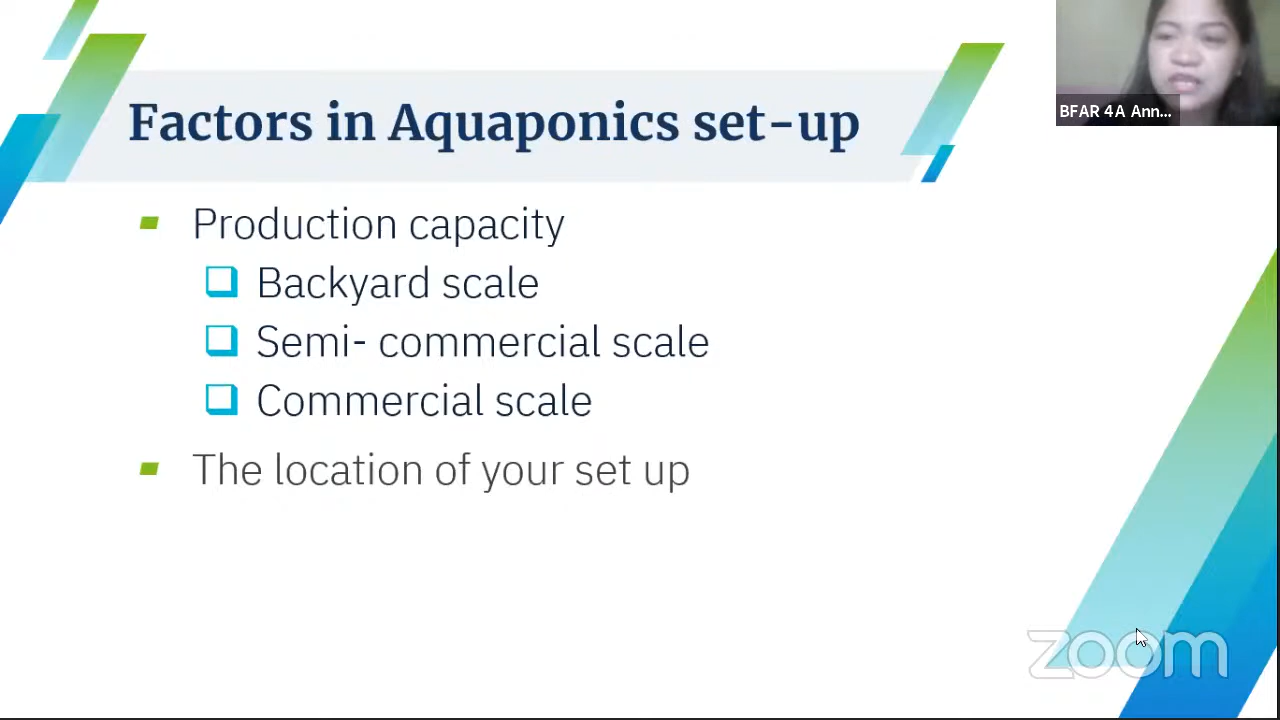 Factors in Aquaponics set-up
BFAR 4A Ann...
Production capacity
Backyard scale
Semi- commercial scale
Commercial scale
The location of your set up
zoom